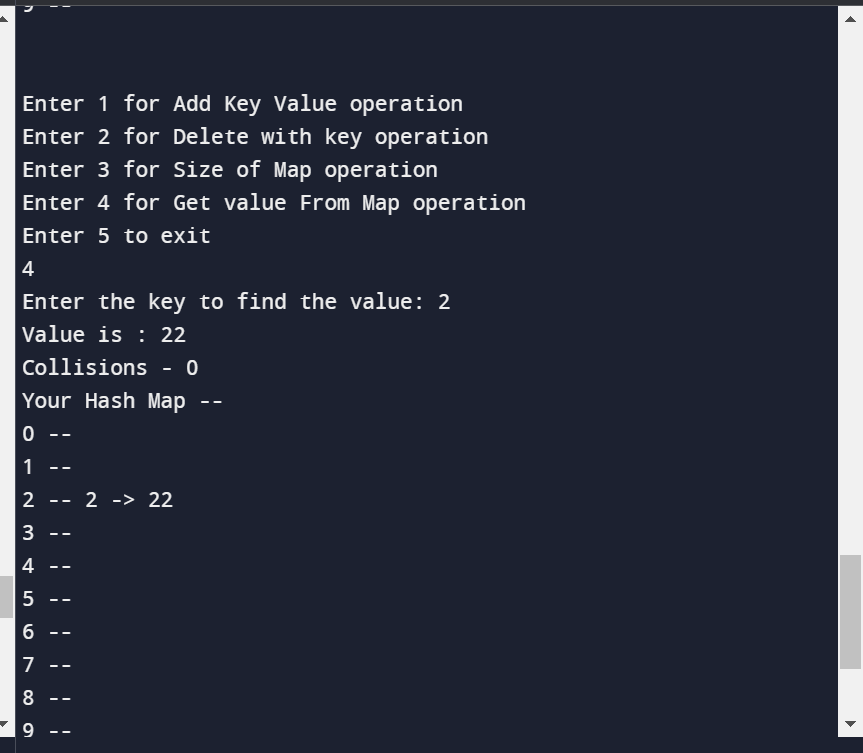 9 --
Enter 1 for Add Key Value operation
Enter 2 for Delete with key operation
Enter 3 for Size of Map operation
Enter 4 for Get value From Map operation
Enter 5 to exit
4
Enter the key to find the value: 2
Value is : 22
Collisions - 0
Your Hash Map --
0 --
1 --
2 -- 2 -> 22
3 --
4 --
5 --
6 --
7 --
8 --
9 --